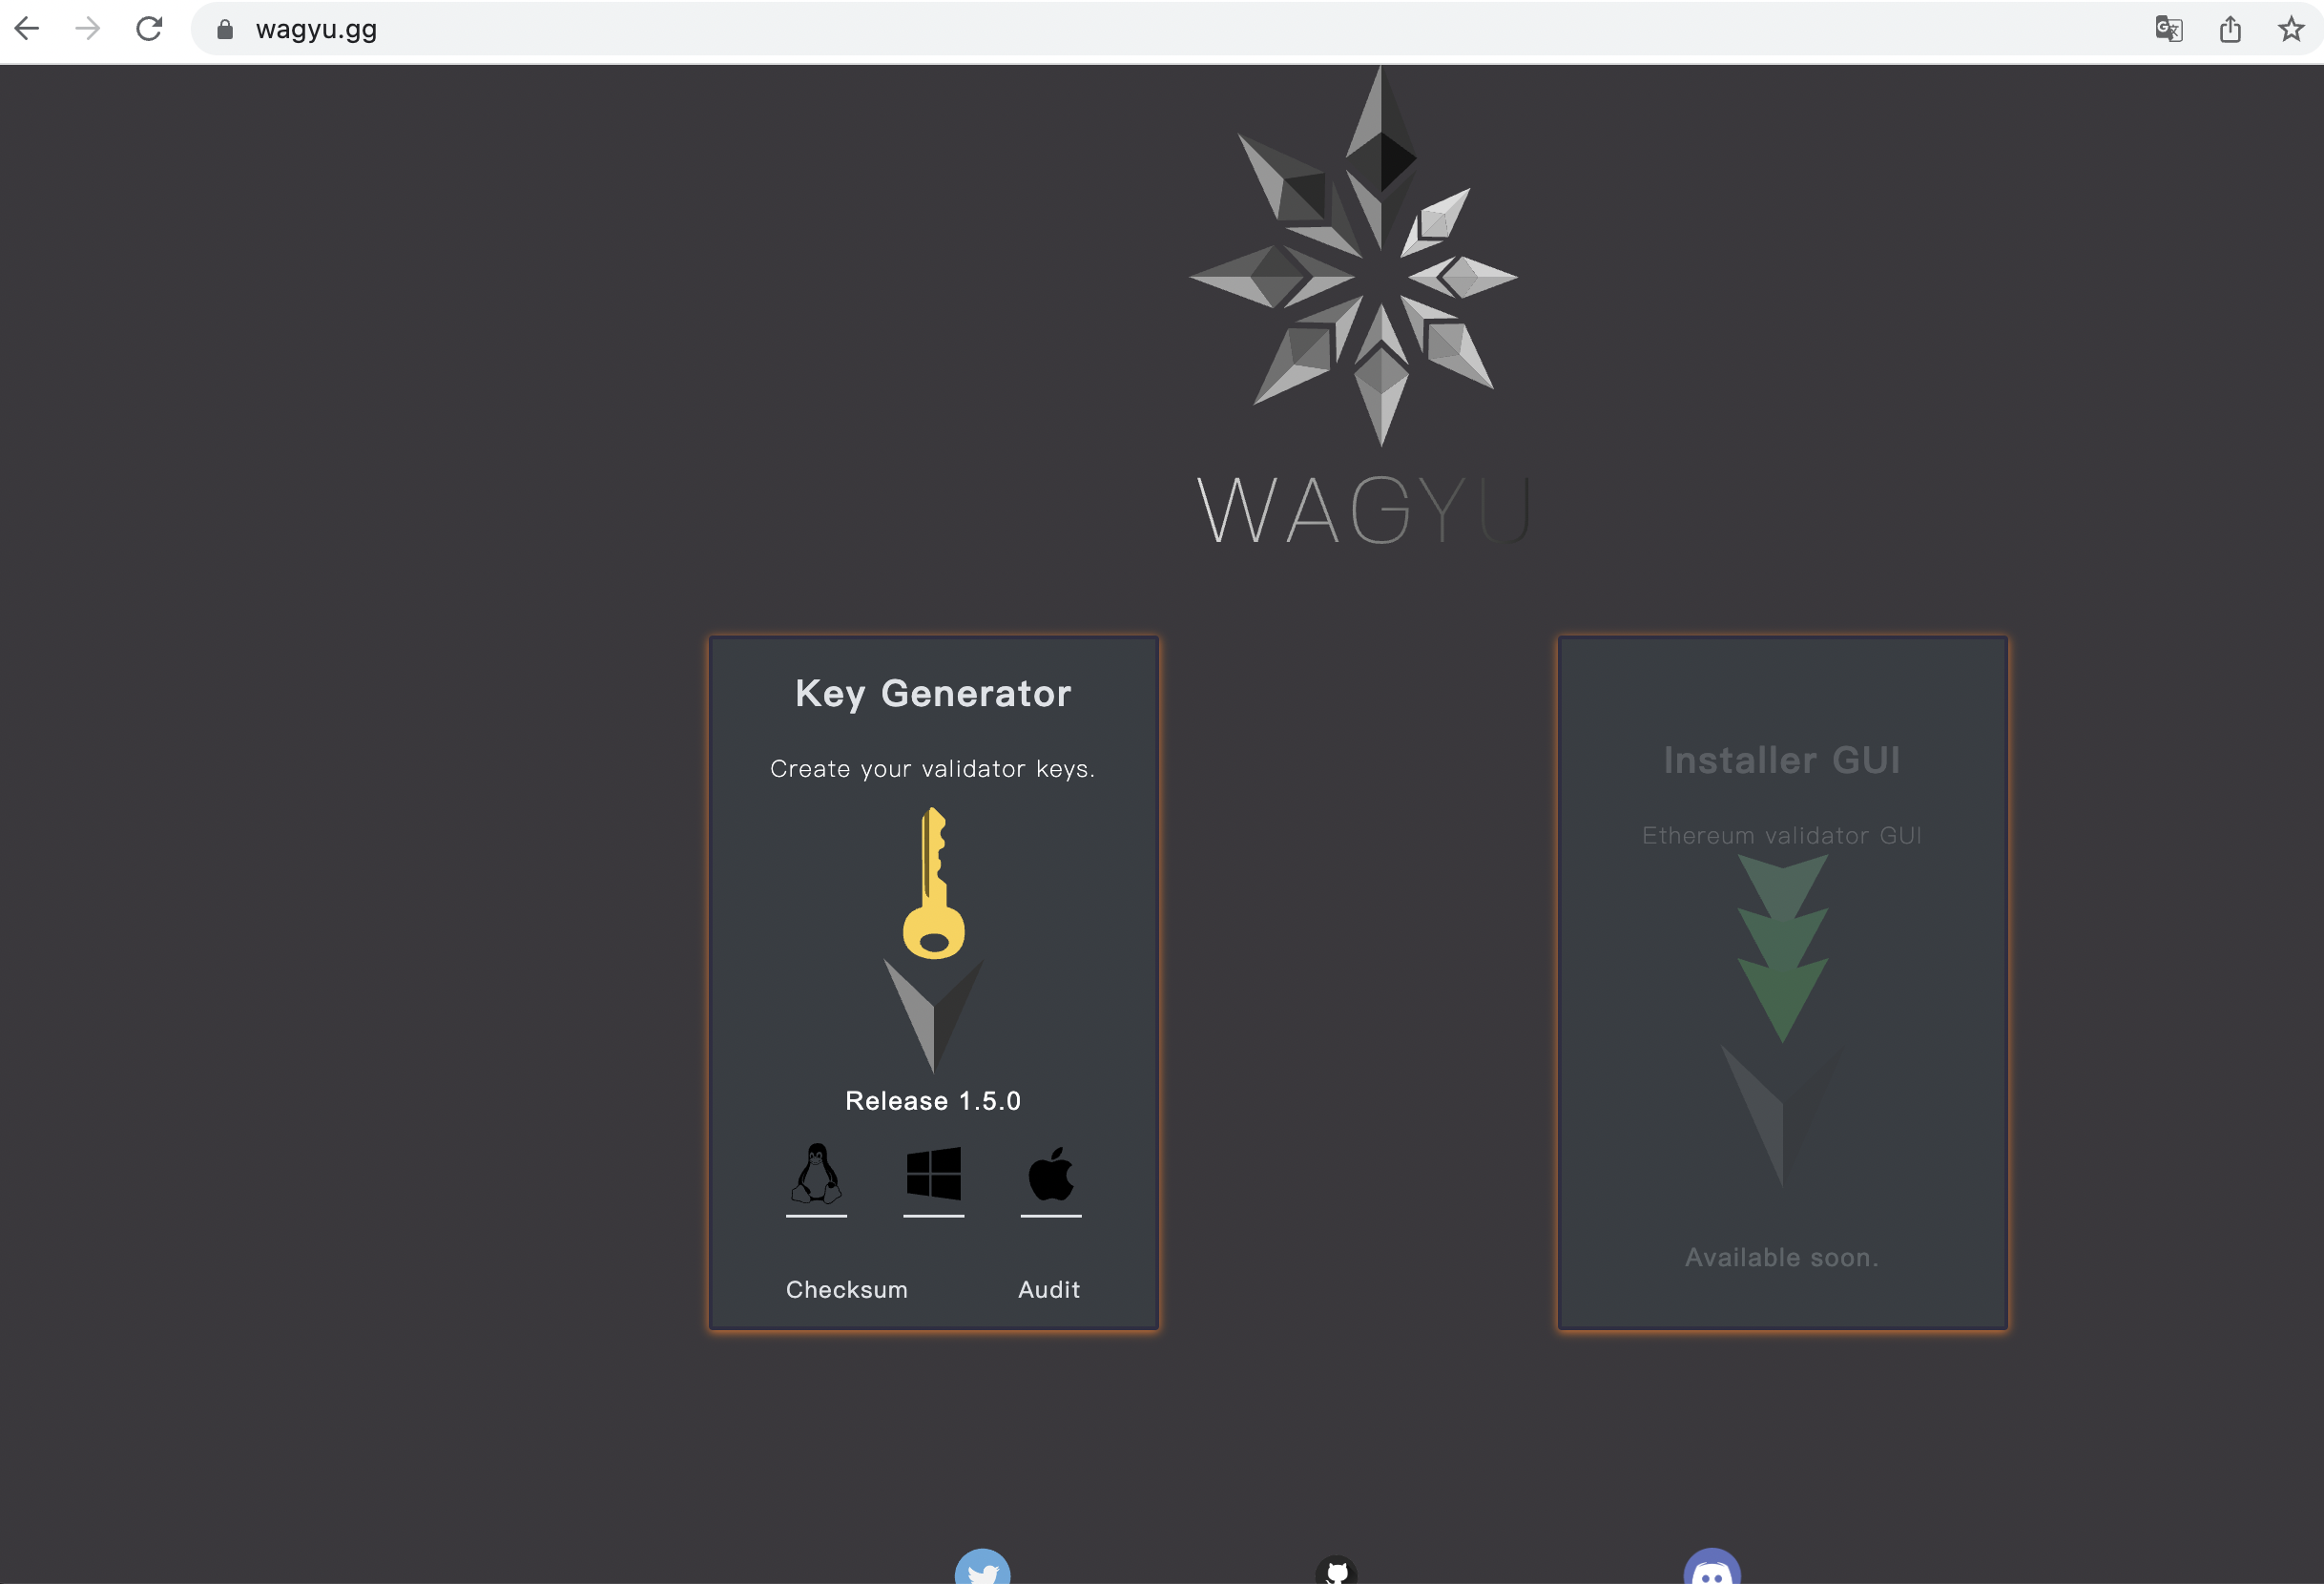 wagyu.gg
WAGYU
Key Generator
Create your validator keys.
Release 1.5.0
Checksum
Audit
Installer GUI
Ethereum validator GUI
Available soon.